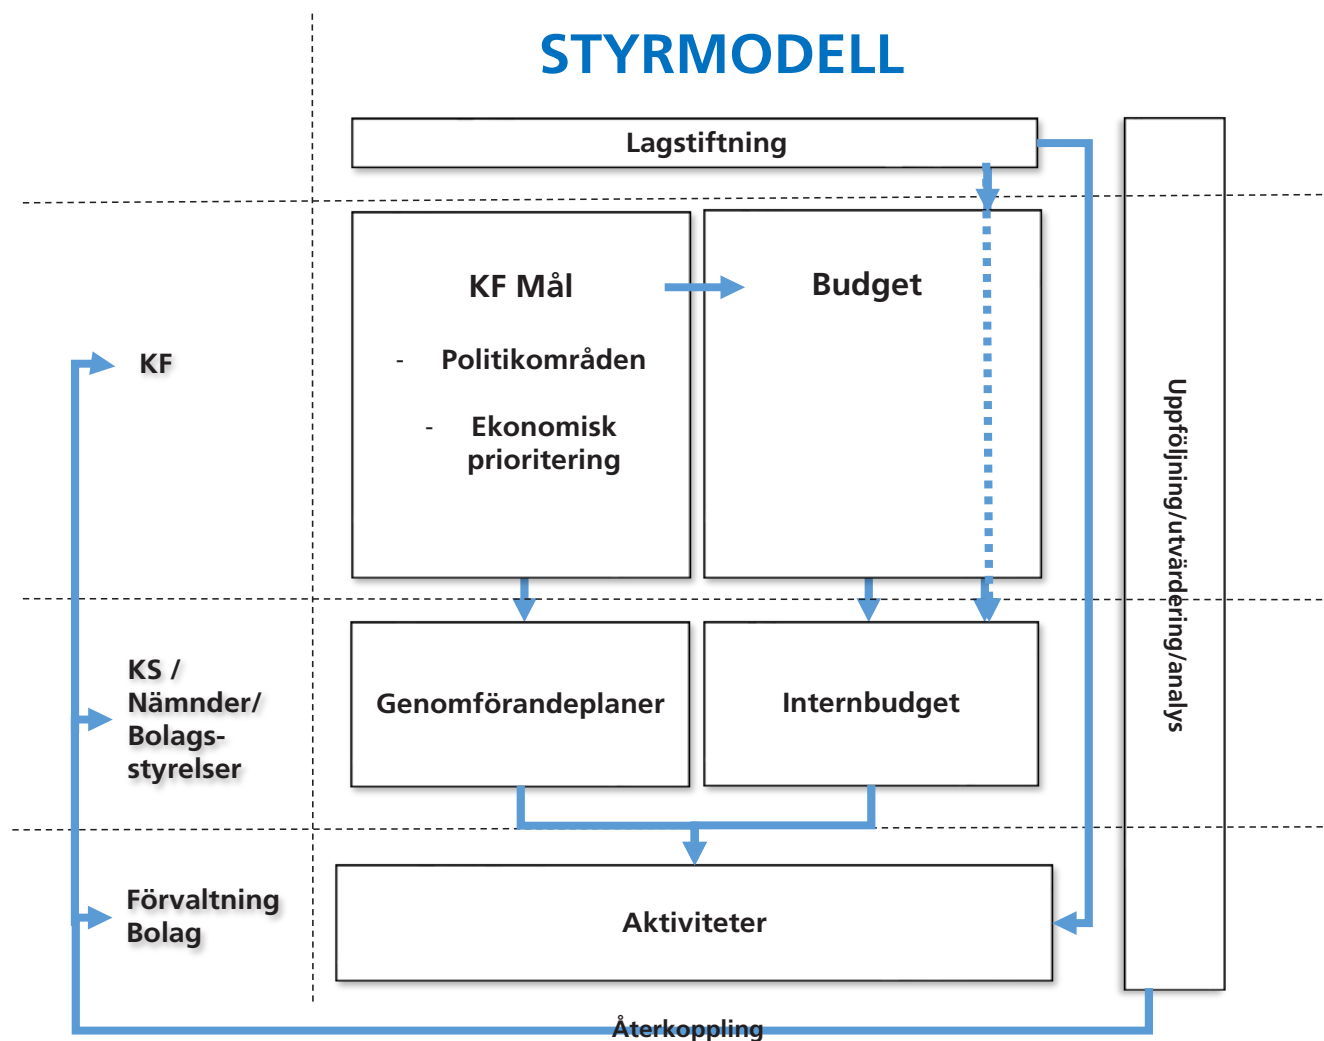 STYRMODELL
Lagstiftning
KF Mål
- Politikområden
- Ekonomisk
prioritering
Budget
KF
Uppföljning/utvärdering/analys
KS /
Nämnder/
Bolags-
styrelser
Genomförandeplaner
Internbudget
Förvaltning
Bolag
Aktiviteter
Återkoppling